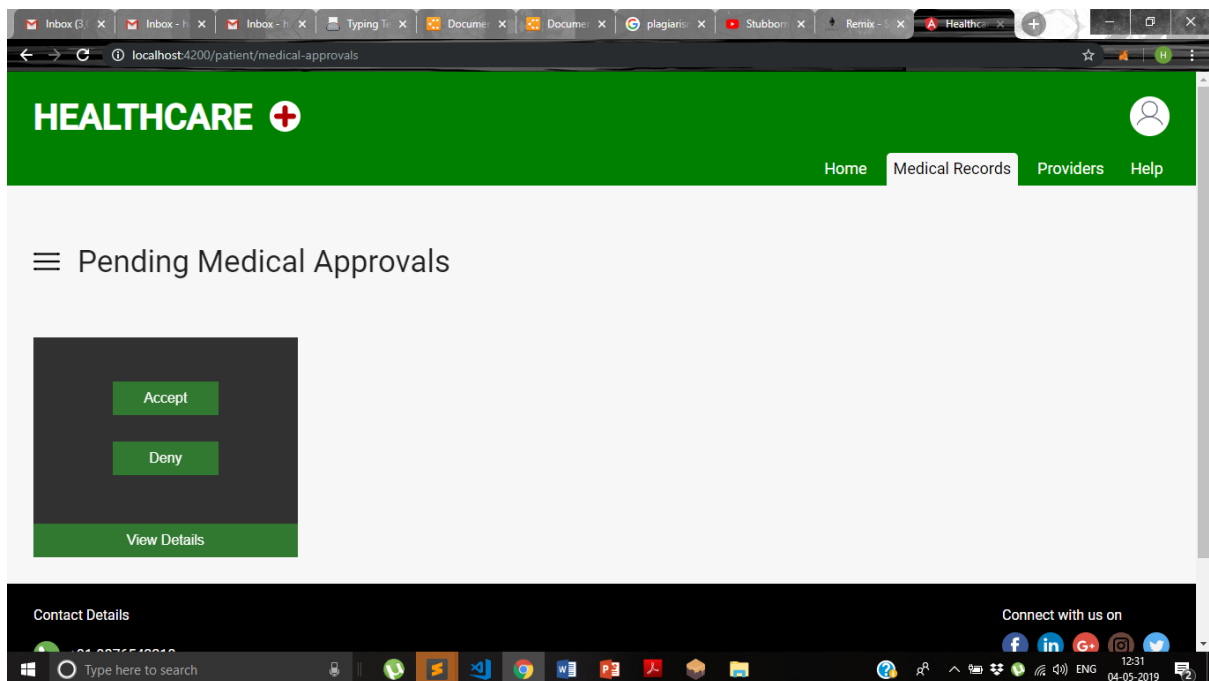 Inbox (3,
Inbox - h
Inbox - h
Typing Te
Documen
Documen
plagiaris
Stubborn
Remix - S
Healthca
localhost:4200/patient/medical-approvals
H
HEALTHCARE
Home
Medical Records
Providers
Help
Pending Medical Approvals
Accept
Deny
View Details
Contact Details
Connect with us on
Type here to search
ENG
12:31
04-05-2019
2